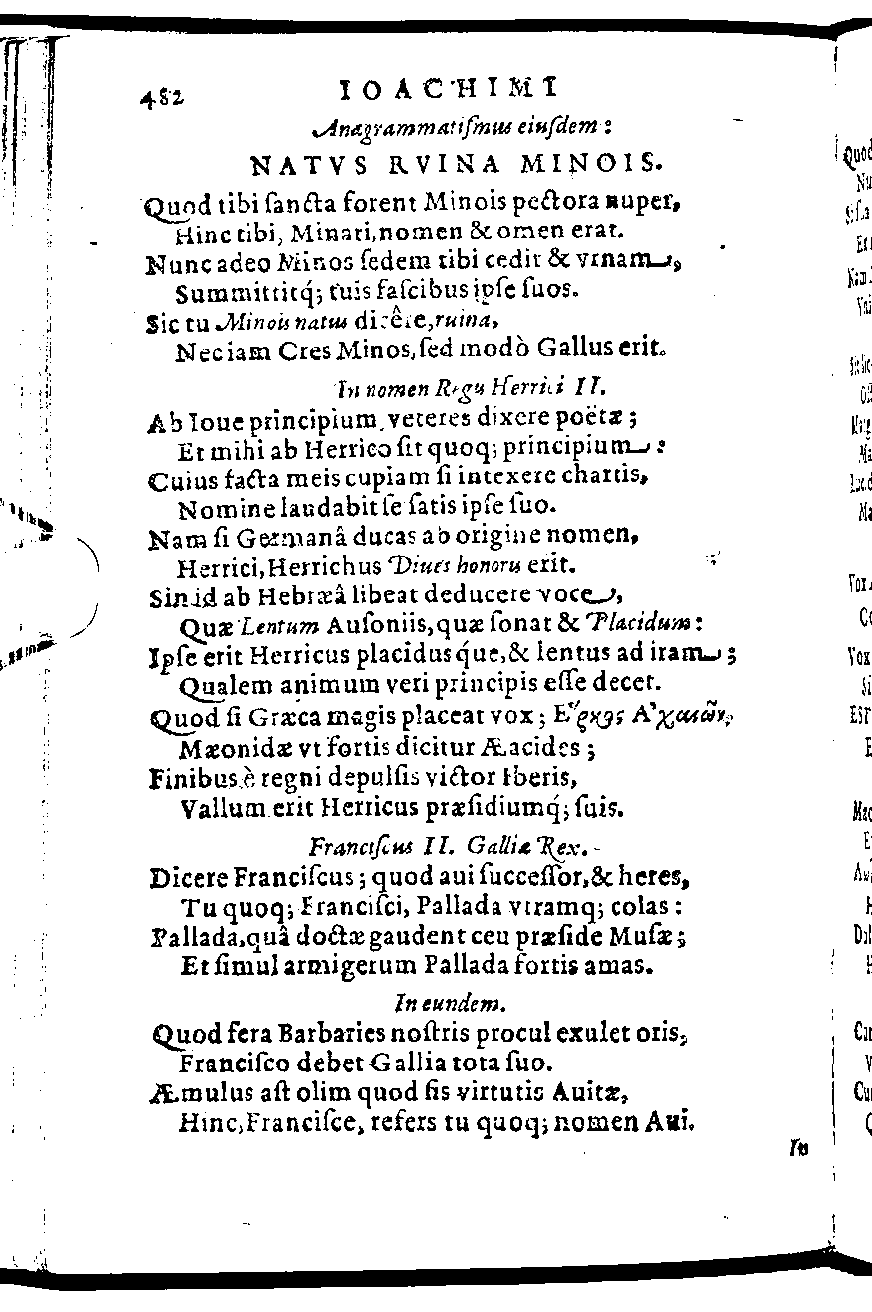 482 IOACHIMI
Anagrammatiſmus eiuſdem:
NATVS RVINA MINOIS.
Quod tibi ſancta forent Minois pectora nuper,
Hinc tibi, Minati, nomen & omen erat.
Nunc adeo Minos ſedem tibi cedit & vrnam,
Summittitq́; tuis faſcibus ipſe ſuos.
Sic tu Minois natus dicêre, ruina,
Nec iam Cres Minos, ſed modò Gallus erit.
In nomen Regis Herrici II.
Ab Ioue principium veteres dixere poëtæ;
Et mihi ab Herrico ſit quoq; principium:
Cuius facta meis cupiam ſi intexere chartis,
Nomine laudabit ſe ſatis ipſe ſuo.
Nam ſi Germanâ ducas ab origine nomen,
Herrici, Herrichus Diues honoris erit.
Sin id ab Hebræâ libeat deducere voce,
Quæ Lentum Auſoniis, quæ ſonat & Placidum:
Ipſe erit Herricus placidusq́ue, & lentus ad iram;
Qualem animum veri principis eſſe decet.
Quod ſi Græca magis placeat vox; Ἕρκος Ἀχαιῶν,
Mæonidæ vt fortis dicitur Æacides;
Finibus è regni depulſis victor Iberis,
Vallum erit Herricus præſidiumq́; ſuis.
Franciſcus II. Galliæ Rex.
Dicere Franciſcus; quod aui ſucceſſor, & heres,
Tu quoq; Franciſci, Pallada vtramq; colas:
Pallada, quâ doctæ gaudent ceu præſide Muſæ;
Et ſimul armigerum Pallada fortis amas.
In eundem.
Quod fera Barbaries noſtris procul exulet oris,
Franciſco debet Gallia tota ſuo.
Æmulus aſt olim quod ſis virtutis Auitæ,
Hinc, Franciſce, refers tu quoq; nomen Aui.
In